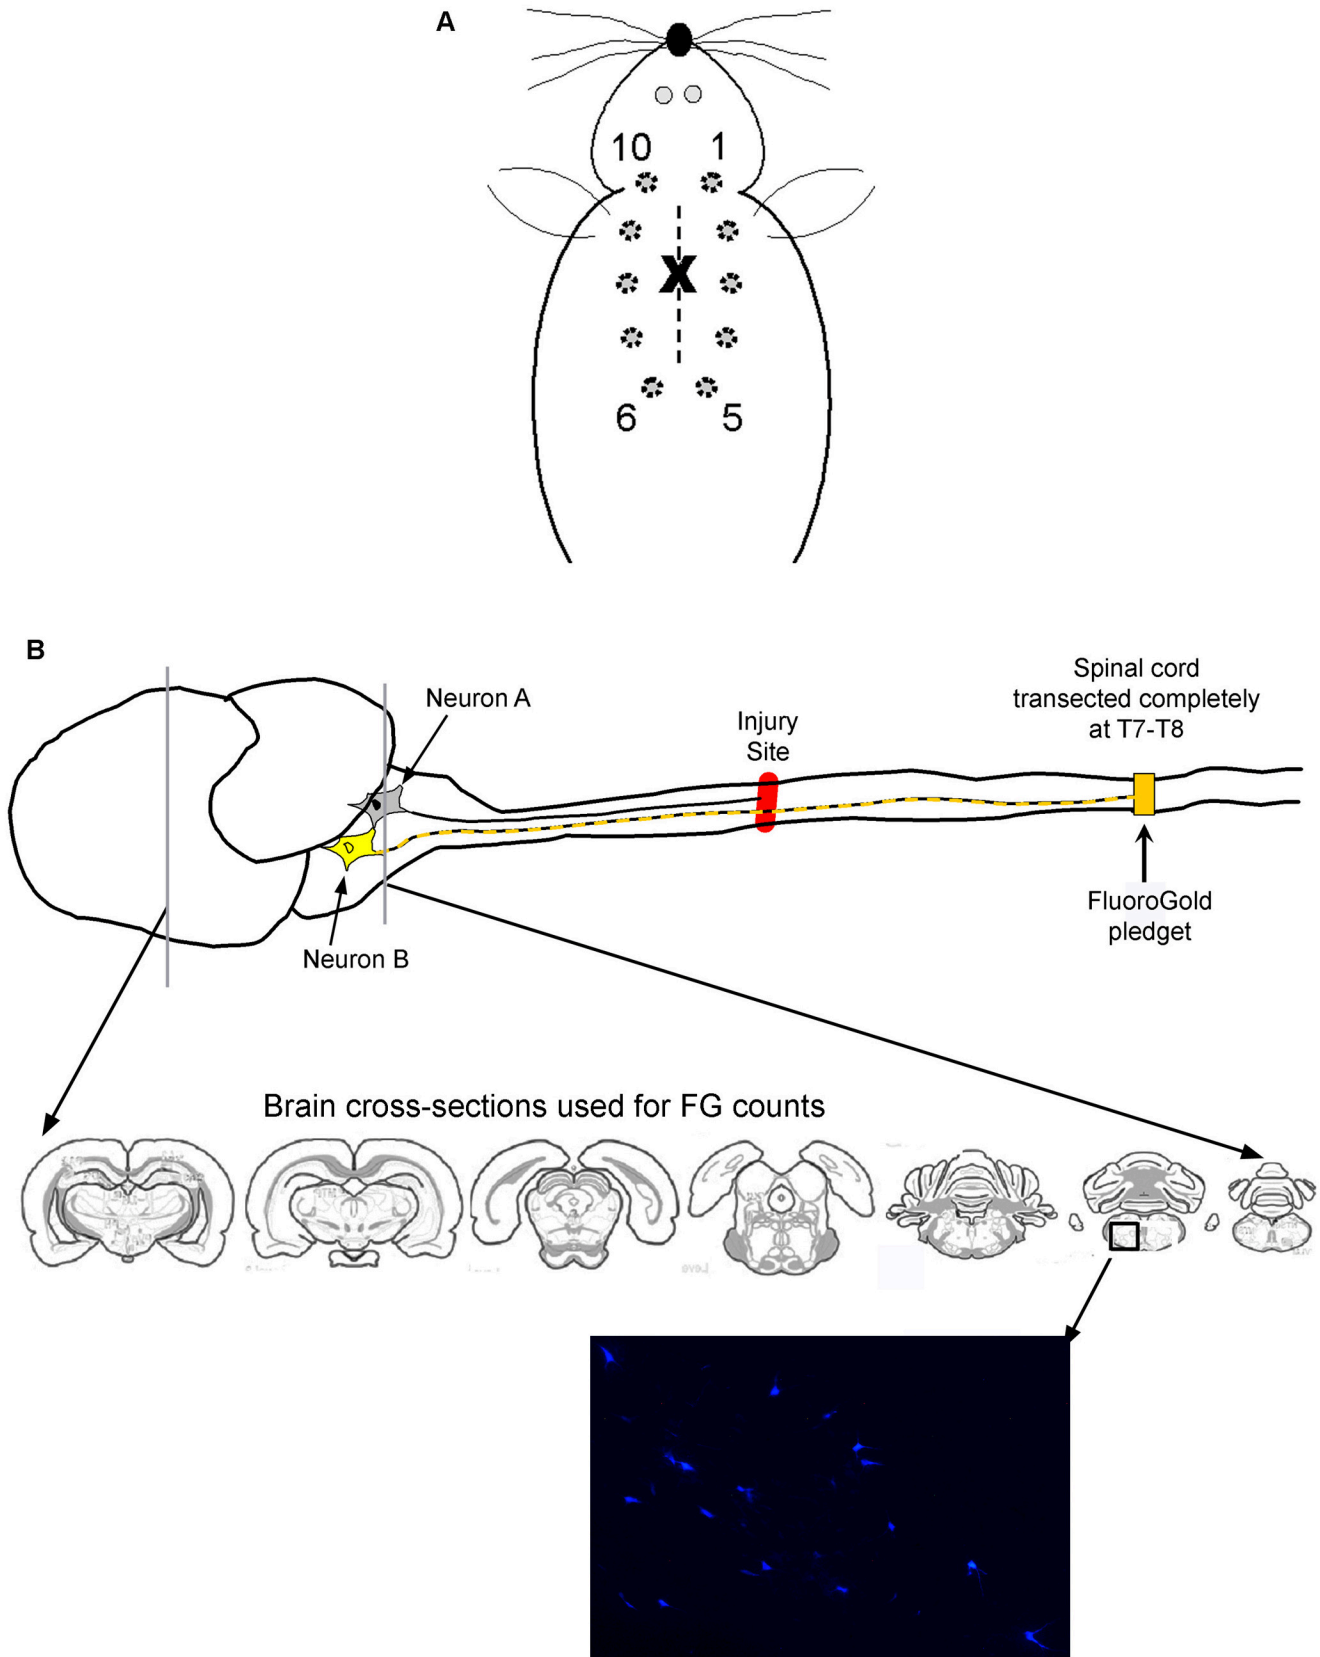 A
10 1
X
6 5
B
Neuron A
Injury
Site
Spinal cord
transected completely
at T7-T8
D
Neuron B
FluoroGold
pledget
Brain cross-sections used for FG counts